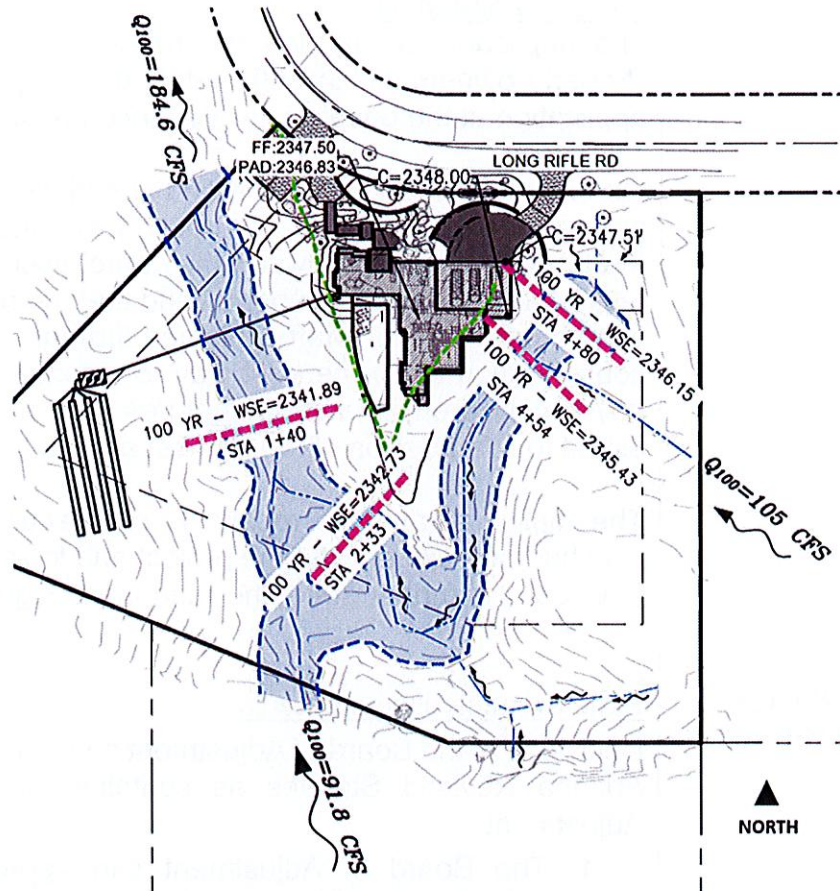 Q100=184.6 CFS
FF:2347.50
PAD:2346.83
C=2348.00
LONG RIFLE RD
C=2347.51
100 YR - WSE=2346.15
STA 4+80
100 YR - WSE=2345.43
STA 4+54
100 YR - WSE=2341.89
STA 1+40
100 YR - WSE=2342.73
STA 2+33
Q100=105 CFS
Q100=91.8 CFS
NORTH